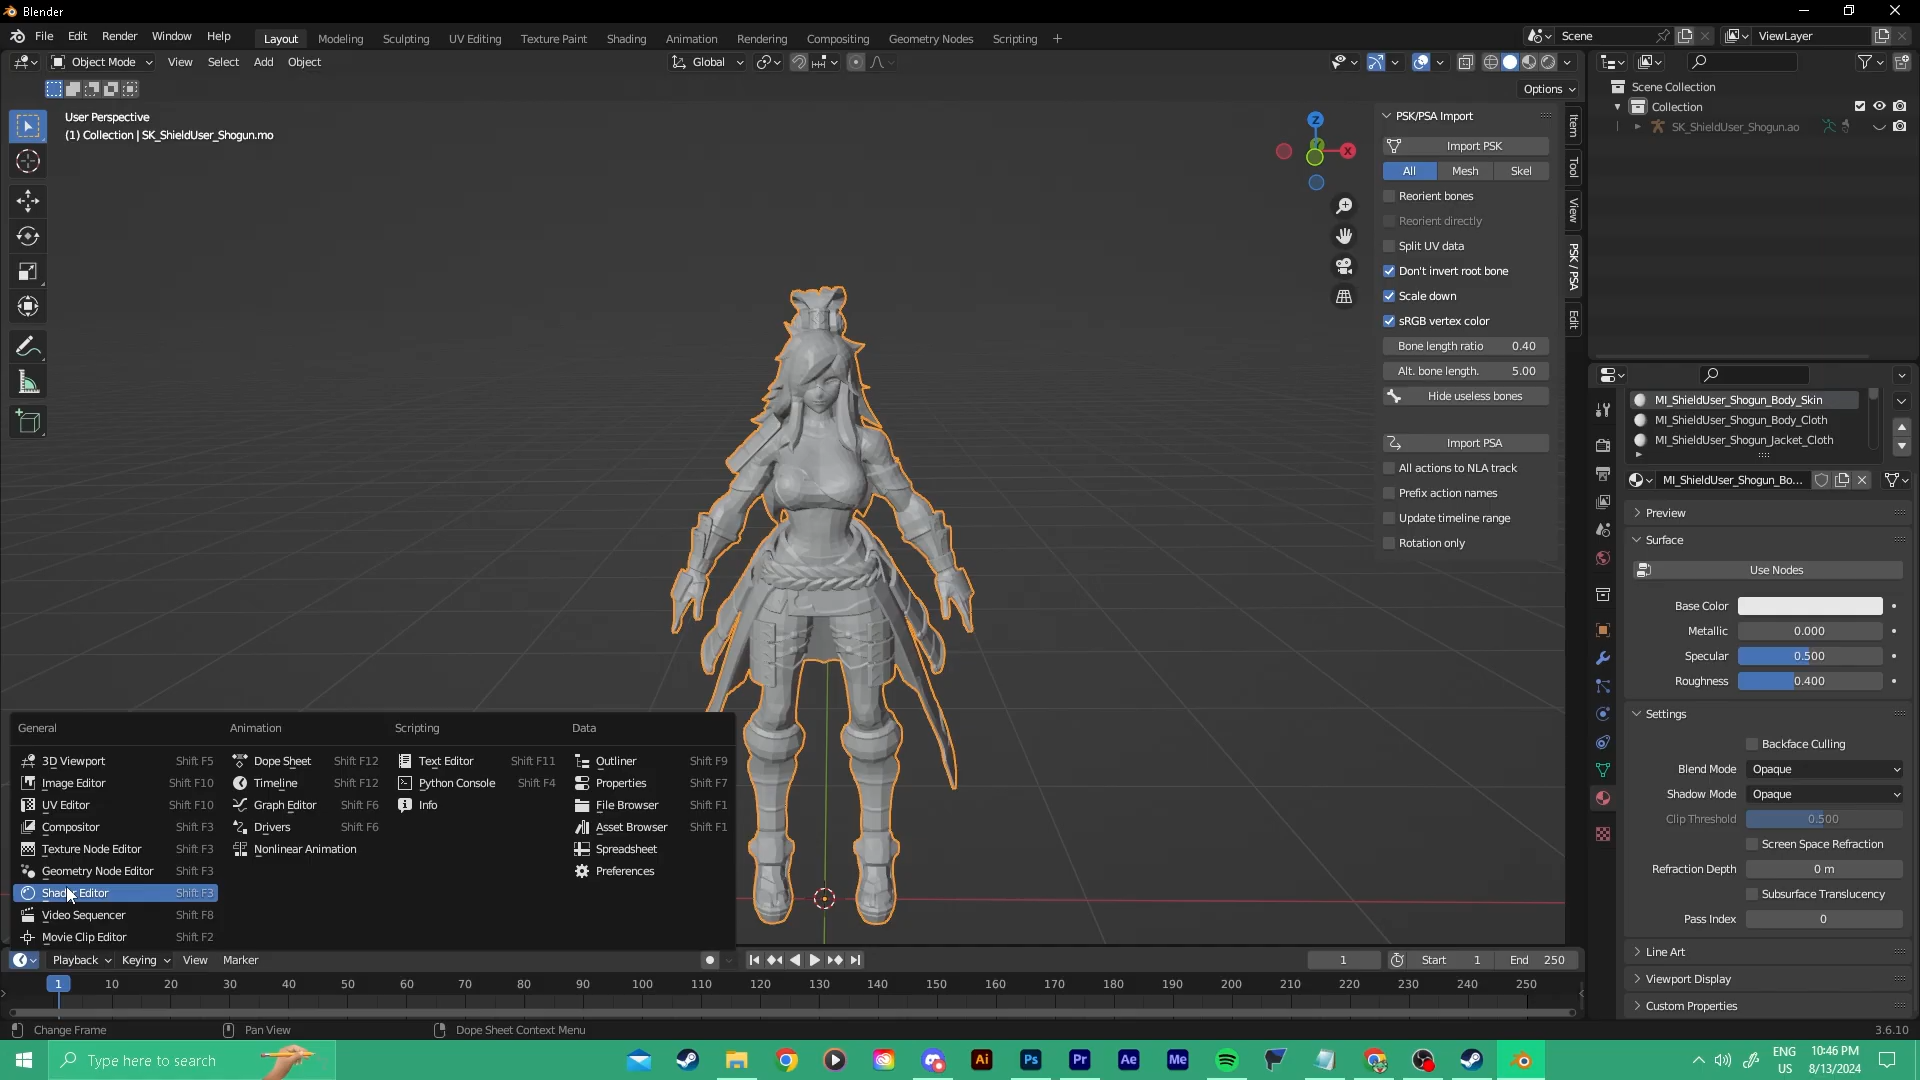 Blender
File Edit Render Window Help
Layout Modeling Sculpting UV Editing Texture Paint Shading Animation Rendering Compositing Geometry Nodes Scripting +
Scene
ViewLayer
Object Mode View Select Add Object
Global
Options
User Perspective
(1) Collection | SK_ShieldUser_Shogun.mo
Z
X
PSK/PSA Import
Import PSK
All Mesh Skel
Reorient bones
Reorient directly
Split UV data
Don't invert root bone
Scale down
sRGB vertex color
Bone length ratio 0.40
Alt. bone length. 5.00
Hide useless bones
Import PSA
All actions to NLA track
Prefix action names
Update timeline range
Rotation only
Item
Tool
View
PSK / PSA
Edit
Scene Collection
Collection
SK_ShieldUser_Shogun.ao
MI_ShieldUser_Shogun_Body_Skin
MI_ShieldUser_Shogun_Body_Cloth
MI_ShieldUser_Shogun_Jacket_Cloth
MI_ShieldUser_Shogun_Bo...
Preview
Surface
Use Nodes
Base Color
Metallic 0.000
Specular 0.500
Roughness 0.400
Settings
Backface Culling
Blend Mode Opaque
Shadow Mode Opaque
Clip Threshold 0.500
Screen Space Refraction
Refraction Depth 0 m
Subsurface Translucency
Pass Index 0
Line Art
Viewport Display
Custom Properties
General
3D Viewport Shift F5
Image Editor Shift F10
UV Editor Shift F10
Compositor Shift F3
Texture Node Editor Shift F3
Geometry Node Editor Shift F3
Shader Editor Shift F3
Video Sequencer Shift F8
Movie Clip Editor Shift F2
Animation
Dope Sheet Shift F12
Timeline Shift F12
Graph Editor Shift F6
Drivers Shift F6
Nonlinear Animation
Scripting
Text Editor Shift F11
Python Console Shift F4
Info
Data
Outliner Shift F9
Properties Shift F7
File Browser Shift F1
Asset Browser Shift F1
Spreadsheet
Preferences
Playback Keying View Marker
1 Start 1 End 250
1 10 20 30 40 50 60 70 80 90 100 110 120 130 140 150 160 170 180 190 200 210 220 230 240 250
Change Frame Pan View Dope Sheet Context Menu 3.6.10
Type here to search
Ai Ps Pr Ae Me
ENG
US
10:46 PM
8/13/2024